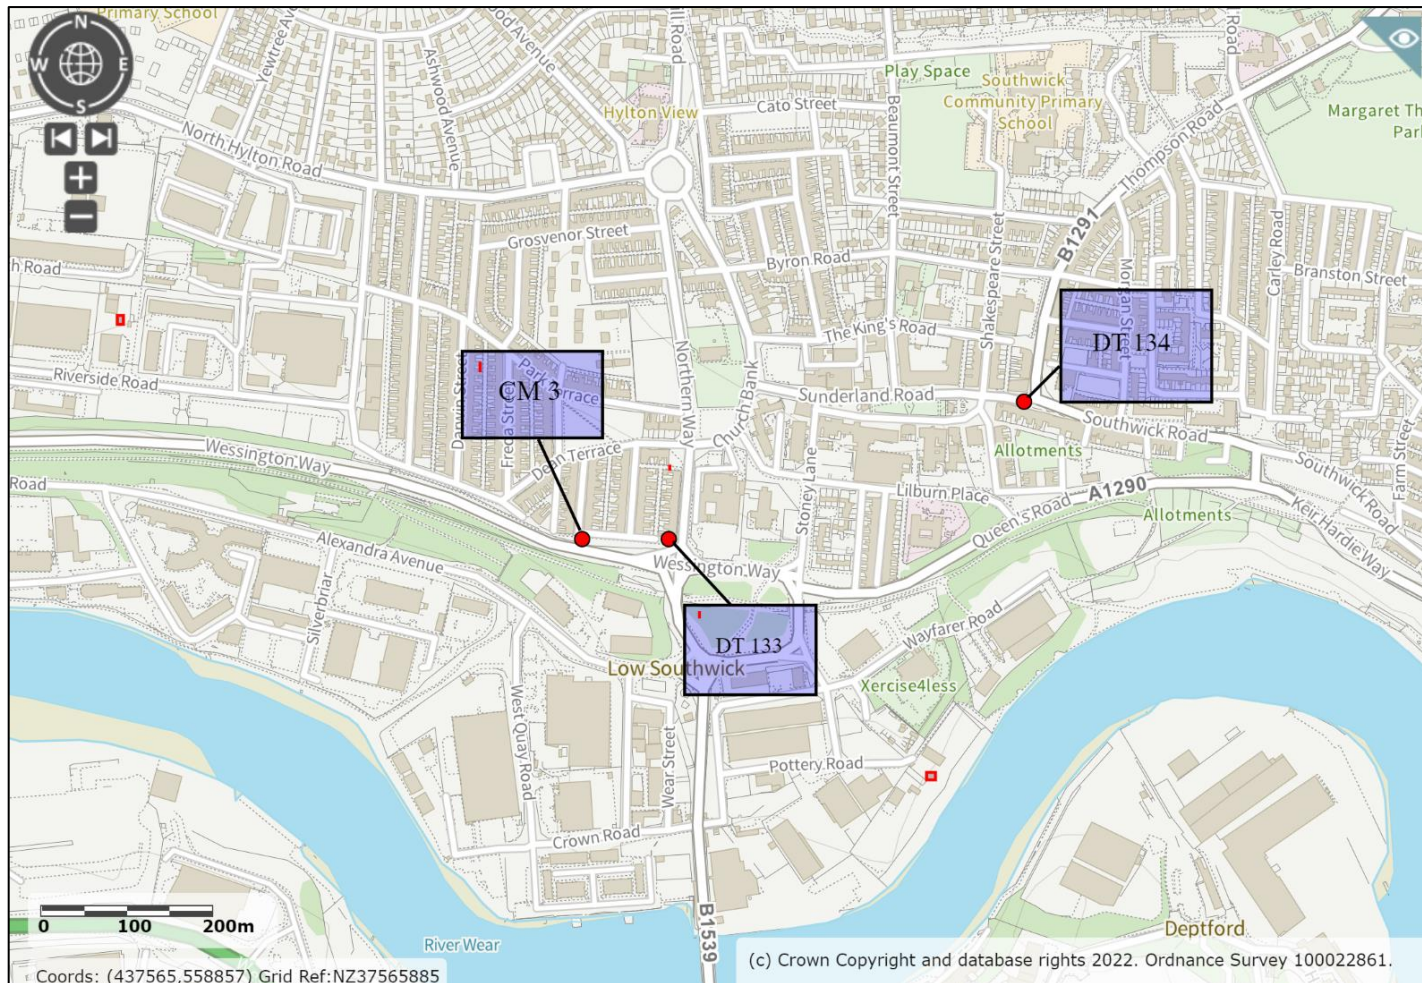 Primary School
Yewtree Ave
Ashwood Avenue
ood Avenue
ill Road
Road
N
W
E
S
Play Space
Southwick
Community Primary
School
Hylton View
Cato Street
Beaumont Street
Thompson Road
Margaret Th
Park
North Hylton Road
Grosvenor Street
Byron Road
Shakespeare Street
B1291
Morgan Street
Carley Road
Branston Street
h Road
The King's Road
DT 134
Riverside Road
Darwin Street
Freda Street
Park Terrace
CM 3
Northern Way
Church Bank
Sunderland Road
Southwick Road
Wessington Way
Dean Terrace
Stoney Lane
Allotments
Southwick Road
Farm Street
Road
Lilburn Place
Queen's Road
A1290
Allotments
Keir Hardie Way
Alexandra Avenue
Wessington Way
Silverbriar
DT 133
Wayfarer Road
Low Southwick
Xercise4less
West Quay Road
Wear Street
Pottery Road
Crown Road
B1539
0 100 200m
River Wear
Deptford
Coords: (437565,558857) Grid Ref:NZ37565885
(c) Crown Copyright and database rights 2022. Ordnance Survey 100022861.